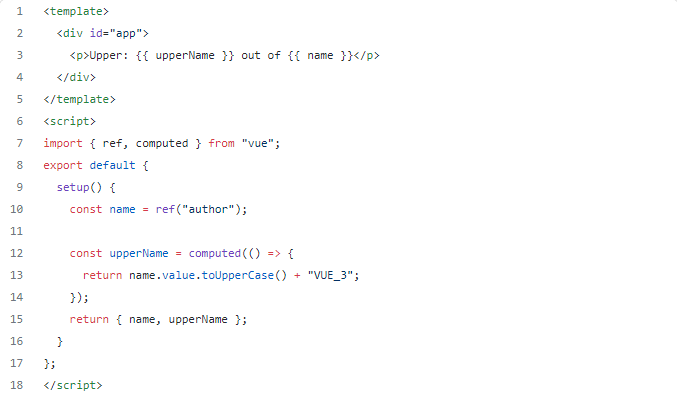 1 <template>
2   <div id="app">
3     <p>Upper: {{ upperName }} out of {{ name }}</p>
4   </div>
5 </template>
6 <script>
7 import { ref, computed } from "vue";
8 export default {
9   setup() {
10     const name = ref("author");
11
12     const upperName = computed(() => {
13       return name.value.toUpperCase() + "VUE_3";
14     });
15     return { name, upperName };
16   }
17 };
18 </script>